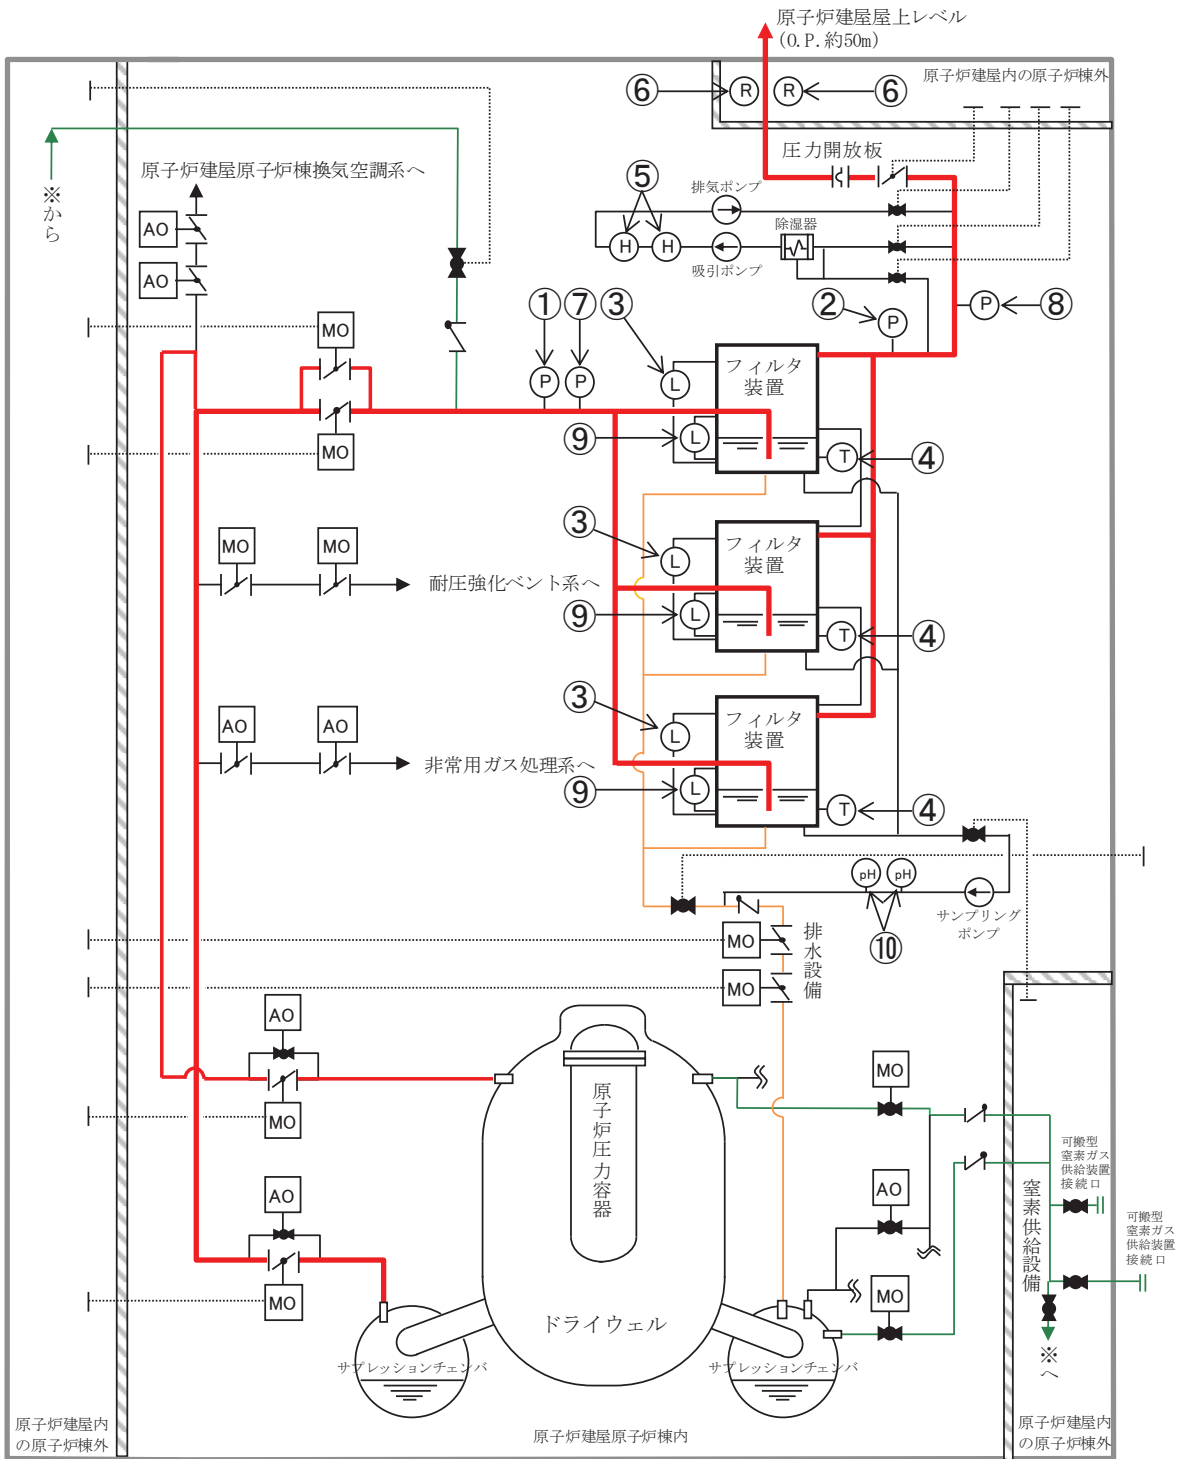 原子炉建屋屋上レベル
(O.P.約50m)
原子炉建屋内の原子炉棟外
⑥
R
R
⑥
圧力開放板
※から
原子炉建屋原子炉棟換気空調系へ
AO
AO
⑤
排気ポンプ
H
H
除湿器
吸引ポンプ
MO
MO
①
⑦
③
②
⑧
P
P
P
P
L
フィルタ
装置
⑨
L
T
④
MO
MO
耐圧強化ベント系へ
③
L
フィルタ
装置
⑨
L
T
④
AO
AO
非常用ガス処理系へ
③
L
フィルタ
装置
⑨
L
T
④
pH
pH
⑩
サンプリング
ポンプ
MO
MO
排水設備
AO
MO
AO
MO
原子炉圧力容器
ドライウェル
サプレッションチェンバ
サプレッションチェンバ
MO
AO
MO
可搬型
窒素ガス
供給装置
接続口
可搬型
窒素ガス
供給装置
接続口
窒素供給設備
※へ
原子炉建屋内
の原子炉棟外
原子炉建屋原子炉棟内
原子炉建屋内
の原子炉棟外